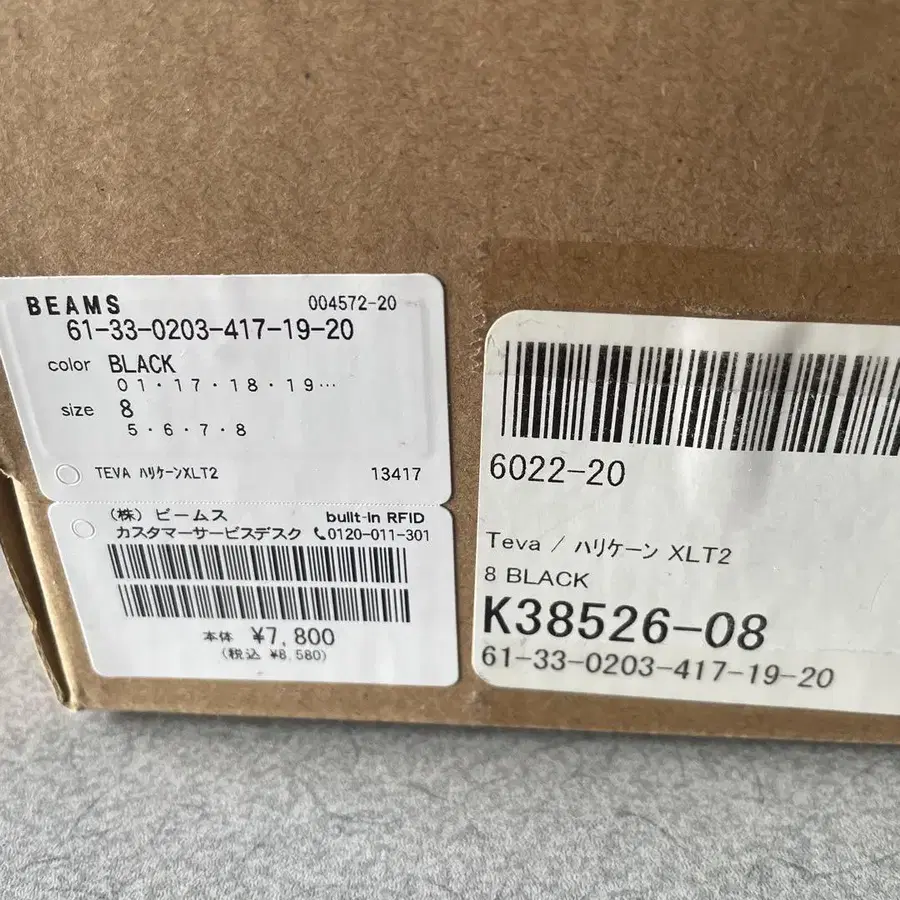 BEAMS 004572-20
61-33-0203-417-19-20
color BLACK
01・17・18・19…
size 8
5・6・7・8
TEVA ハリケーンXLT2 13417
(株) ビームス built-in RFID
カスタマーサービスデスク 0120-011-301
本体 ¥7,800
(税込 ¥8,580)
6022-20
Teva / ハリケーン XLT2
8 BLACK
K38526-08
61-33-0203-417-19-20